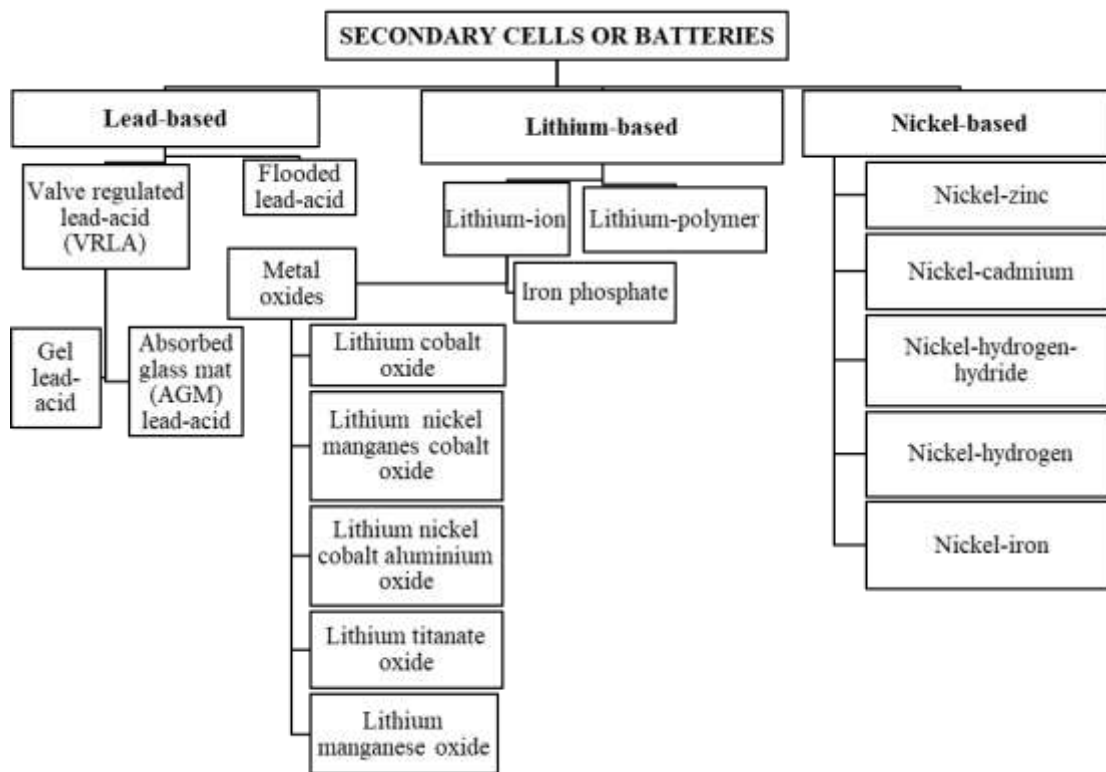 SECONDARY CELLS OR BATTERIES
Lead-based
Lithium-based
Nickel-based
Valve regulated
lead-acid
(VRLA)
Flooded
lead-acid
Gel
lead-
acid
Absorbed
glass mat
(AGM)
lead-acid
Lithium-ion
Lithium-polymer
Metal
oxides
Iron phosphate
Lithium cobalt
oxide
Lithium nickel
manganes cobalt
oxide
Lithium nickel
cobalt aluminium
oxide
Lithium titanate
oxide
Lithium
manganese oxide
Nickel-zinc
Nickel-cadmium
Nickel-hydrogen-
hydride
Nickel-hydrogen
Nickel-iron